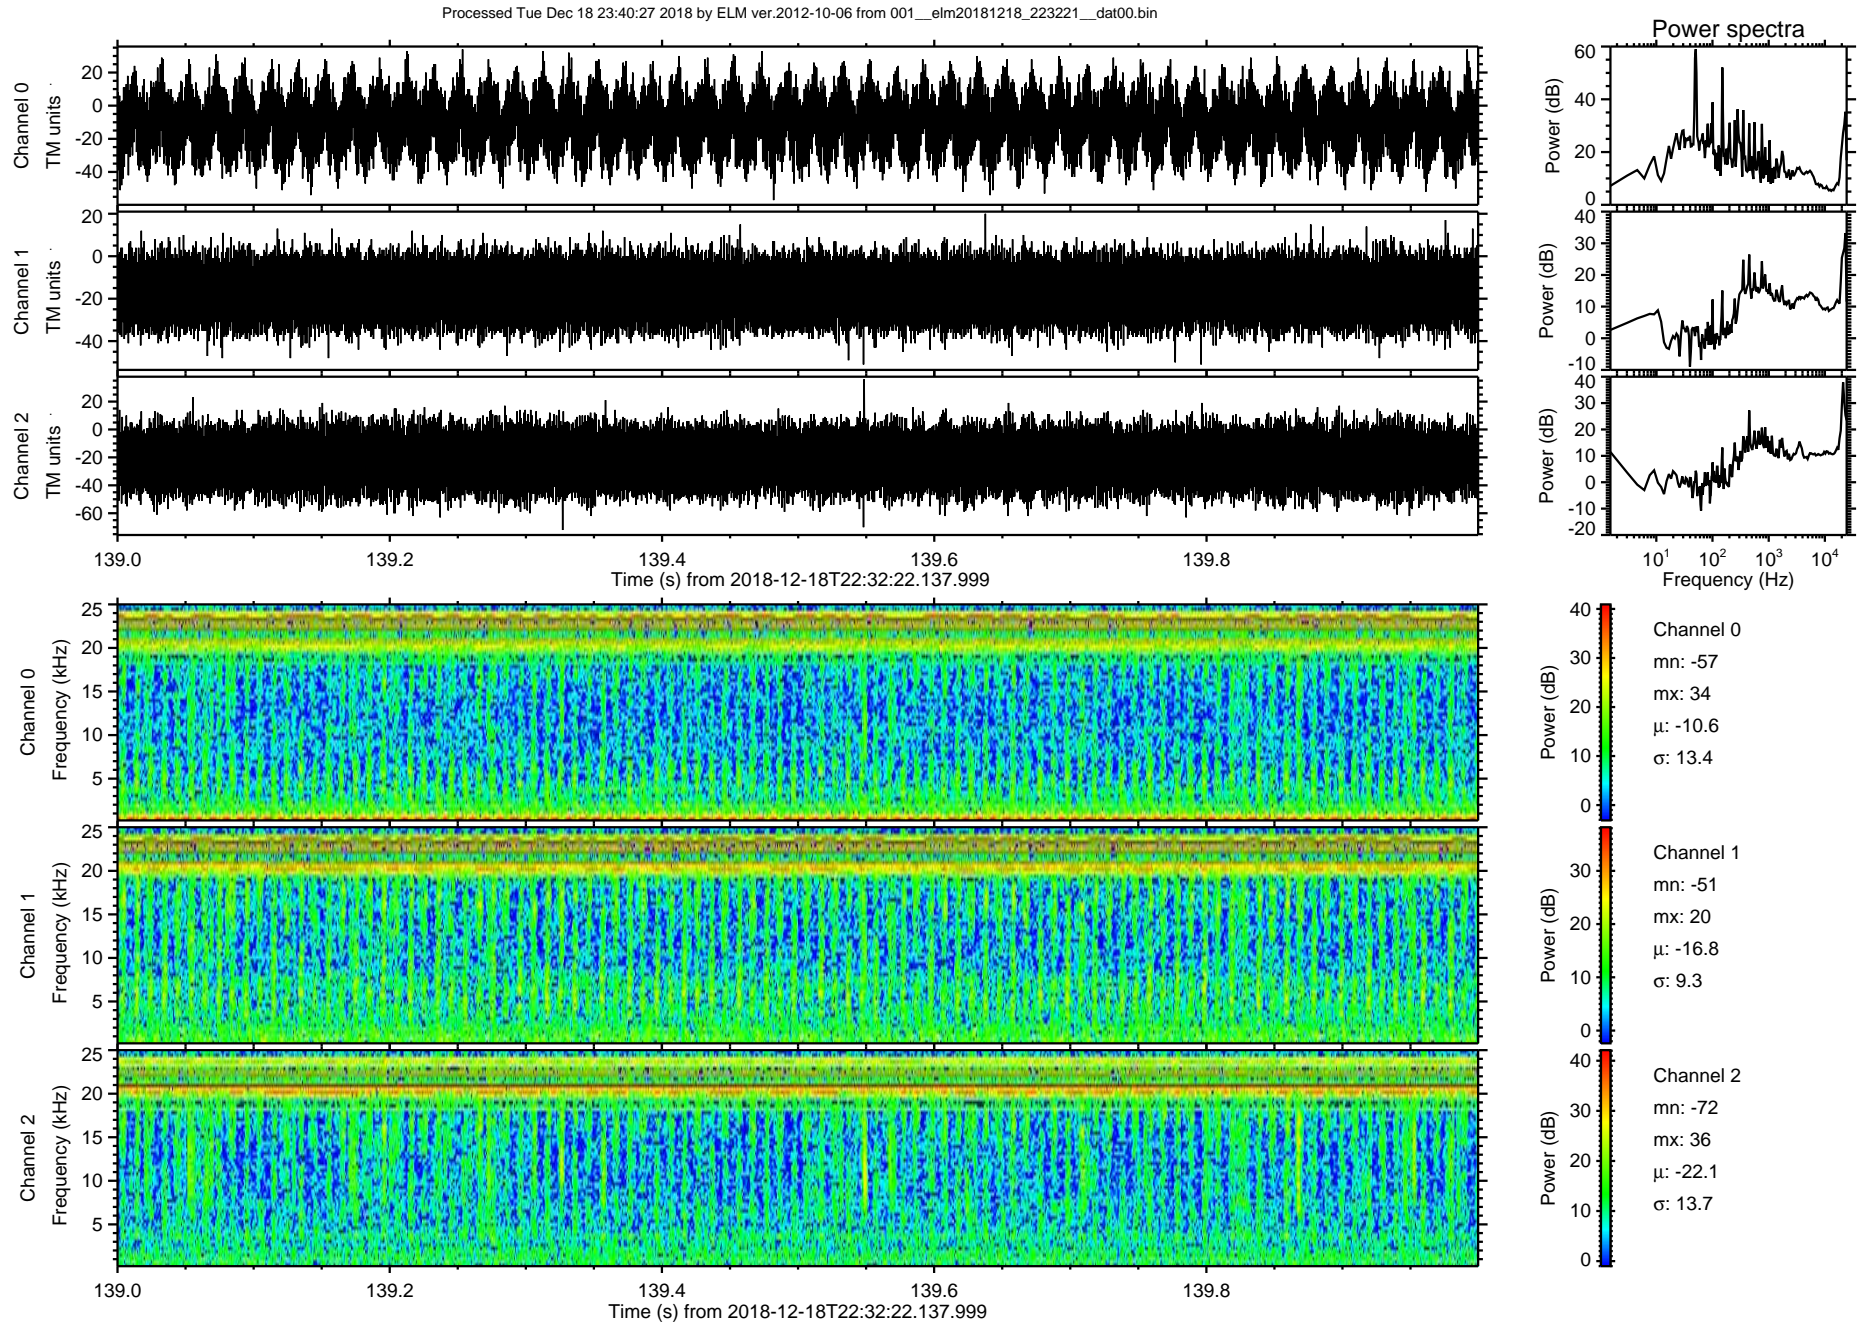 Processed Tue Dec 18 23:40:27 2018 by ELM ver.2012-10-06 from 001__elm20181218_223221__dat00.bin
Power spectra
Channel 0
TM units
20
0
-20
-40
Power (dB)
60
40
20
0
Channel 1
TM units
20
0
-20
-40
Power (dB)
40
30
20
10
0
-10
Channel 2
TM units
20
0
-20
-40
-60
Power (dB)
40
30
20
10
0
-10
-20
139.0 139.2 139.4 139.6 139.8
Time (s) from 2018-12-18T22:32:22.137.999
10^1 10^2 10^3 10^4
Frequency (Hz)
Channel 0
Frequency (kHz)
25
20
15
10
5
Power (dB)
40
30
20
10
0
Channel 0
mn: -57
mx: 34
µ: -10.6
σ: 13.4
Channel 1
Frequency (kHz)
25
20
15
10
5
Power (dB)
30
20
10
0
Channel 1
mn: -51
mx: 20
µ: -16.8
σ: 9.3
Channel 2
Frequency (kHz)
25
20
15
10
5
Power (dB)
40
30
20
10
0
Channel 2
mn: -72
mx: 36
µ: -22.1
σ: 13.7
139.0 139.2 139.4 139.6 139.8
Time (s) from 2018-12-18T22:32:22.137.999